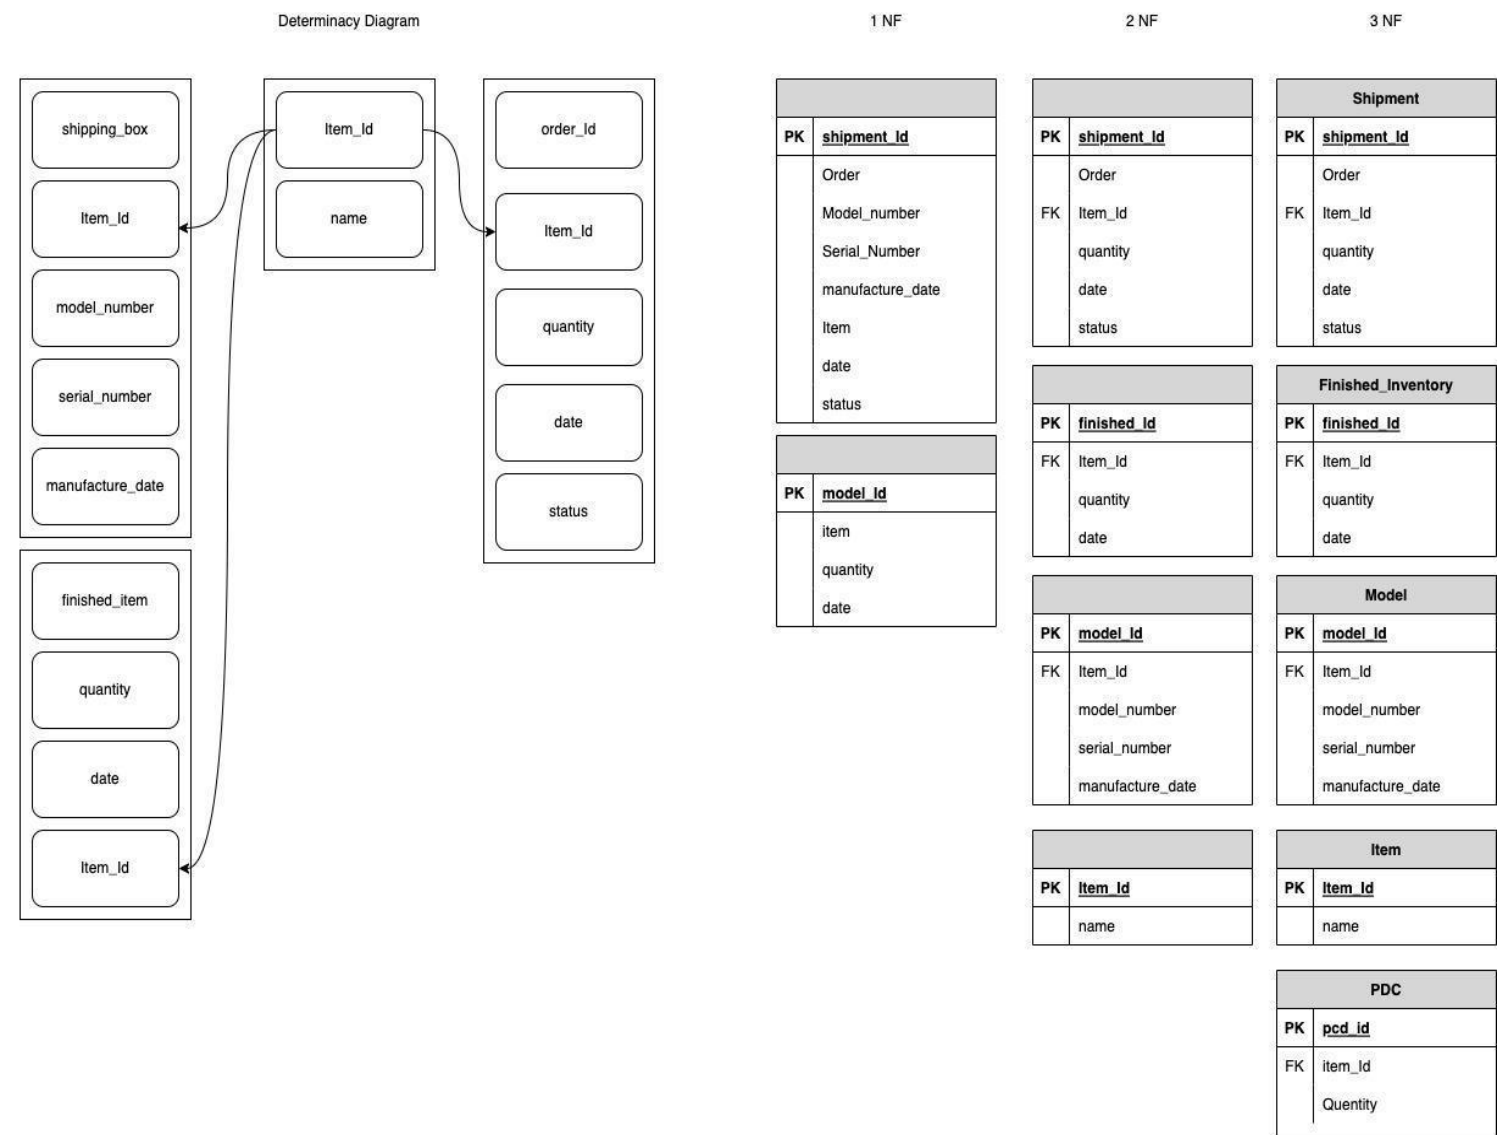 Determinacy Diagram
1 NF
2 NF
3 NF
shipping_box
Item_Id
model_number
serial_number
manufacture_date
finished_item
quantity
date
Item_Id
Item_Id
name
order_Id
Item_Id
quantity
date
status
PK shipment_Id
Order
Model_number
Serial_Number
manufacture_date
Item
date
status
PK model_Id
item
quantity
date
PK shipment_Id
Order
FK Item_Id
quantity
date
status
PK finished_Id
FK Item_Id
quantity
date
PK model_Id
FK Item_Id
model_number
serial_number
manufacture_date
PK Item_Id
name
Shipment
PK shipment_Id
Order
FK Item_Id
quantity
date
status
Finished_Inventory
PK finished_Id
FK Item_Id
quantity
date
Model
PK model_Id
FK Item_Id
model_number
serial_number
manufacture_date
Item
PK Item_Id
name
PDC
PK pcd_id
FK item_Id
Quentity